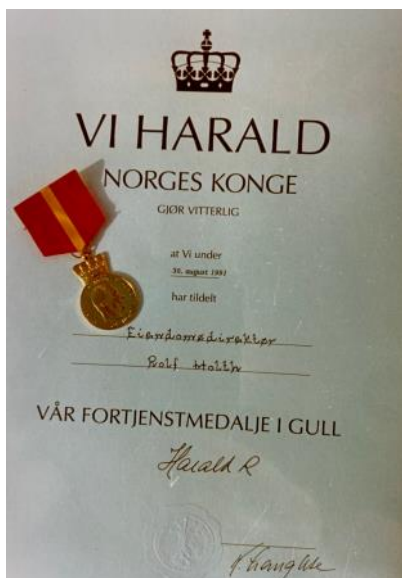 VI HARALD
NORGES KONGE
GJØR VITTERLIG
at Vi under
31. august 1992
har tildelt
Eiendomsdirektør
Rolf Holth
VÅR FORTJENSTMEDALJE I GULL
Harald R